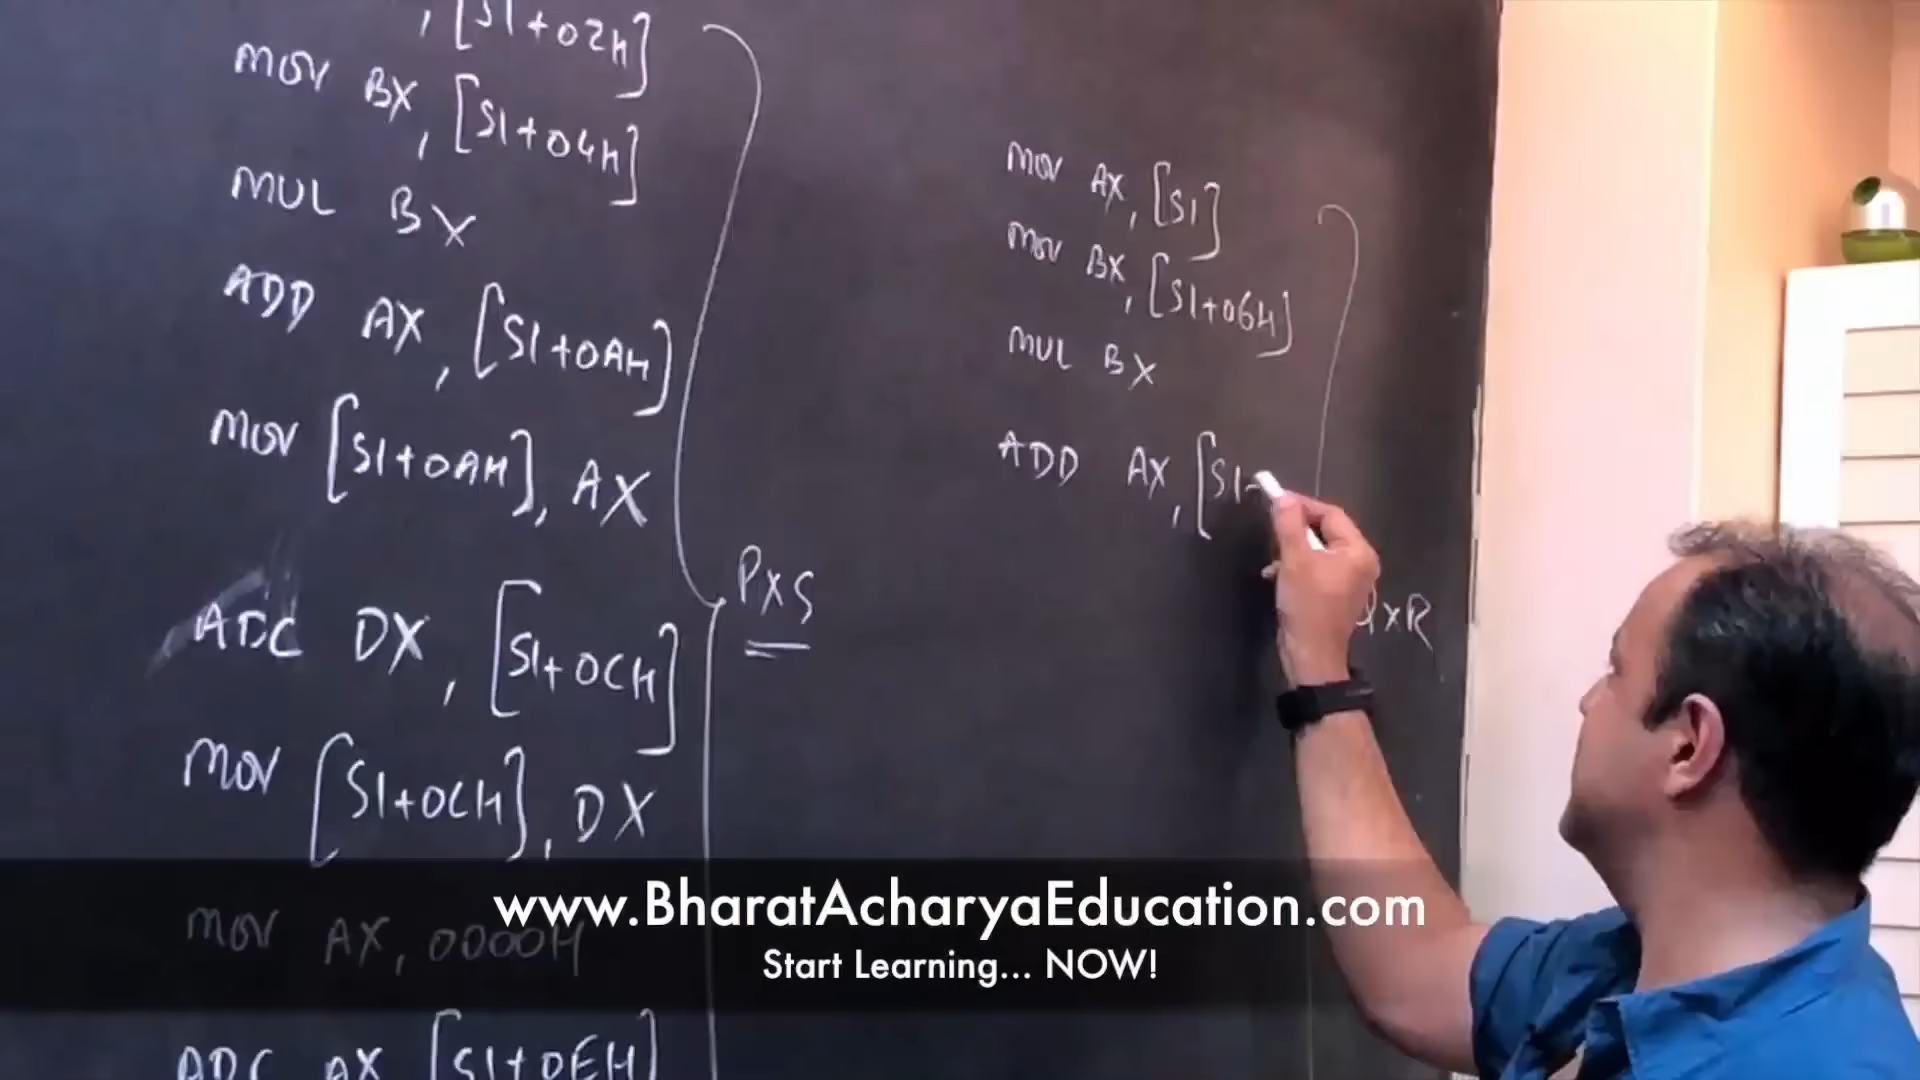 , [SI+02H]
MOV BX, [SI+04H]
MUL BX
ADD AX, [SI+0AH]
MOV [SI+0AH], AX
ADC DX, [SI+0CH]
MOV [SI+0CH], DX
MOV AX, 0000H
ADC AX [SI+0EH]
PXS
MOV AX, [SI]
MOV BX, [SI+06H]
MUL BX
ADD AX, [SI
XR
www.BharatAcharyaEducation.com
Start Learning... NOW!